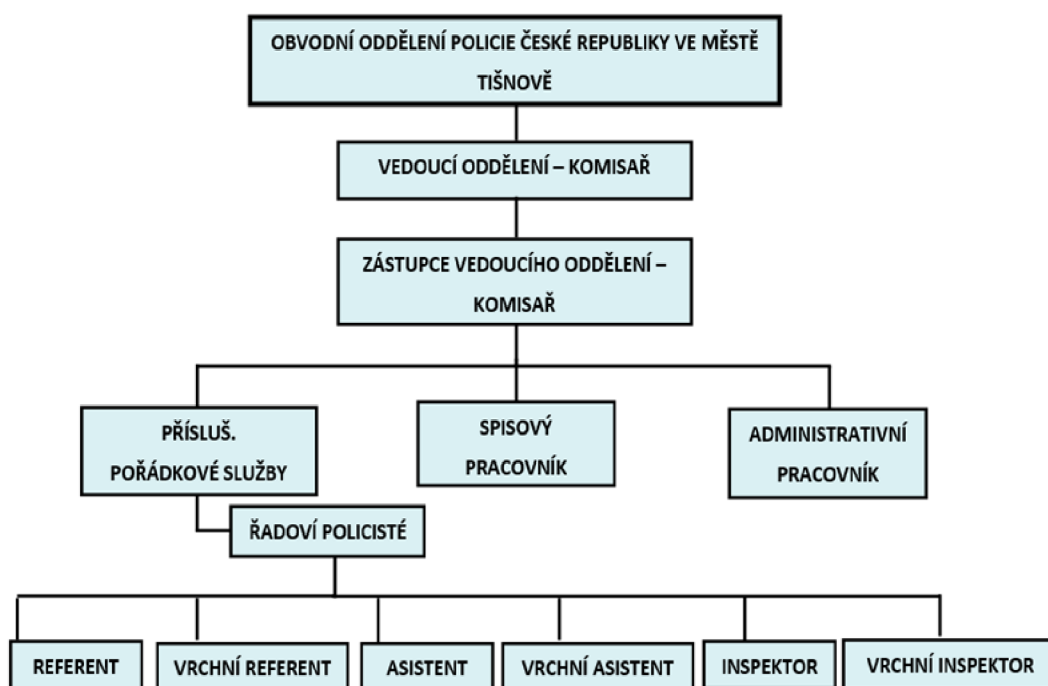 OBVODNÍ ODDĚLENÍ POLICIE ČESKÉ REPUBLIKY VE MĚSTĚ
TIŠNOVĚ
VEDOUCÍ ODDĚLENÍ – KOMISAŘ
ZÁSTUPCE VEDOUCÍHO ODDĚLENÍ –
KOMISAŘ
PŘÍSLUŠ.
POŘÁDKOVÉ SLUŽBY
SPISOVÝ
PRACOVNÍK
ADMINISTRATIVNÍ
PRACOVNÍK
ŘADOVÍ POLICISTÉ
REFERENT
VRCHNÍ REFERENT
ASISTENT
VRCHNÍ ASISTENT
INSPEKTOR
VRCHNÍ INSPEKTOR